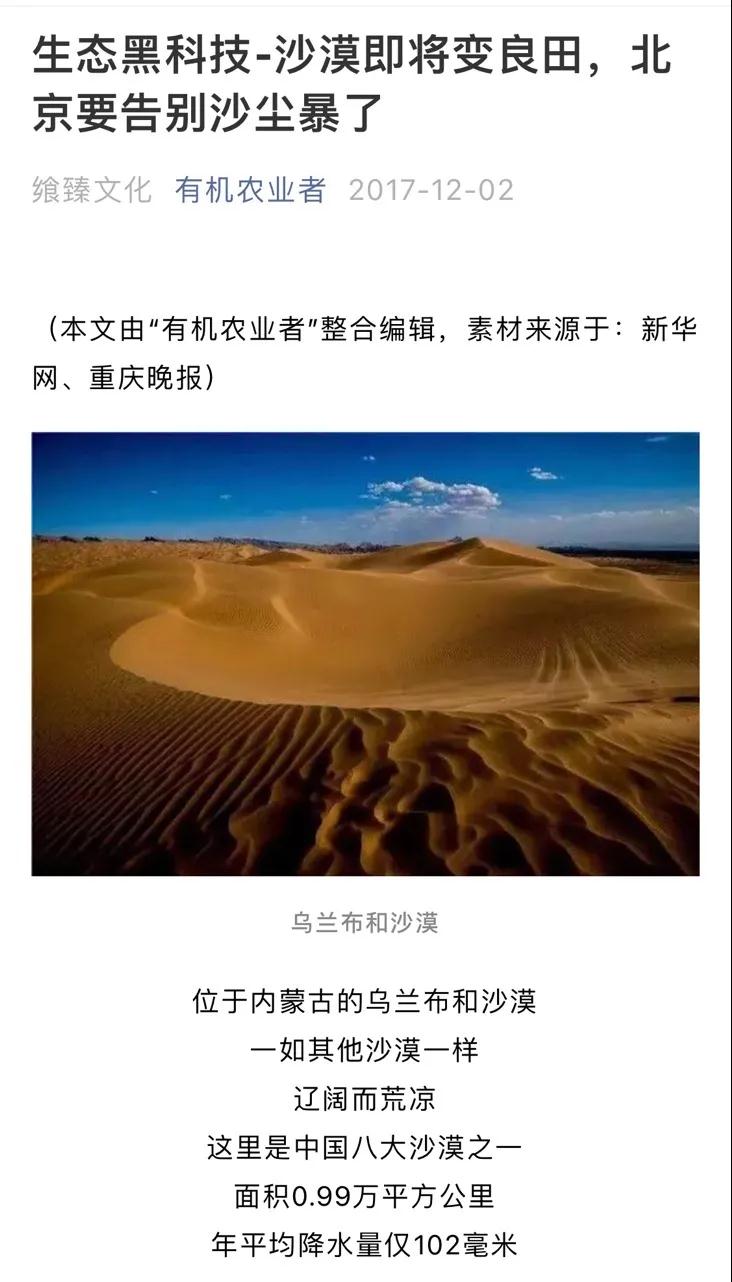 生态黑科技-沙漠即将变良田，北
京要告别沙尘暴了
飨臻文化 有机农业者 2017-12-02
（本文由“有机农业者”整合编辑，素材来源于：新华
网、重庆晚报）
乌兰布和沙漠
位于内蒙古的乌兰布和沙漠
一如其他沙漠一样
辽阔而荒凉
这里是中国八大沙漠之一
面积0.99万平方公里
年平均降水量仅102毫米